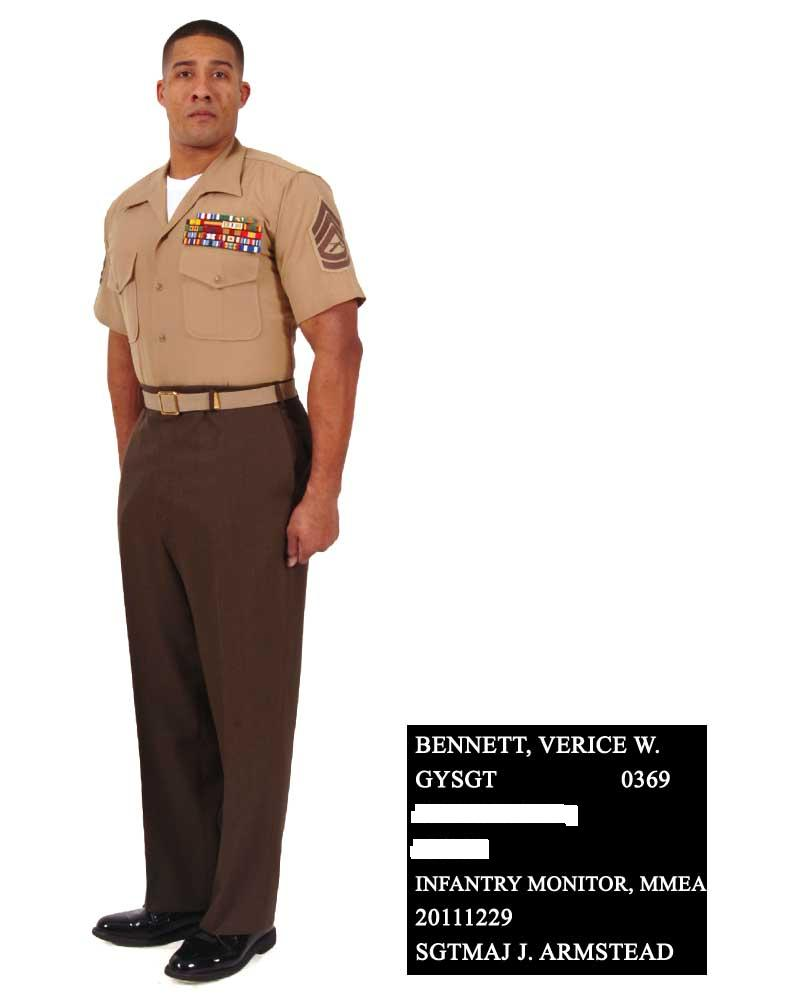 BENNETT, VERICE W.
GYSGT 0369
INFANTRY MONITOR, MMEA
20111229
SGTMAJ J. ARMSTEAD